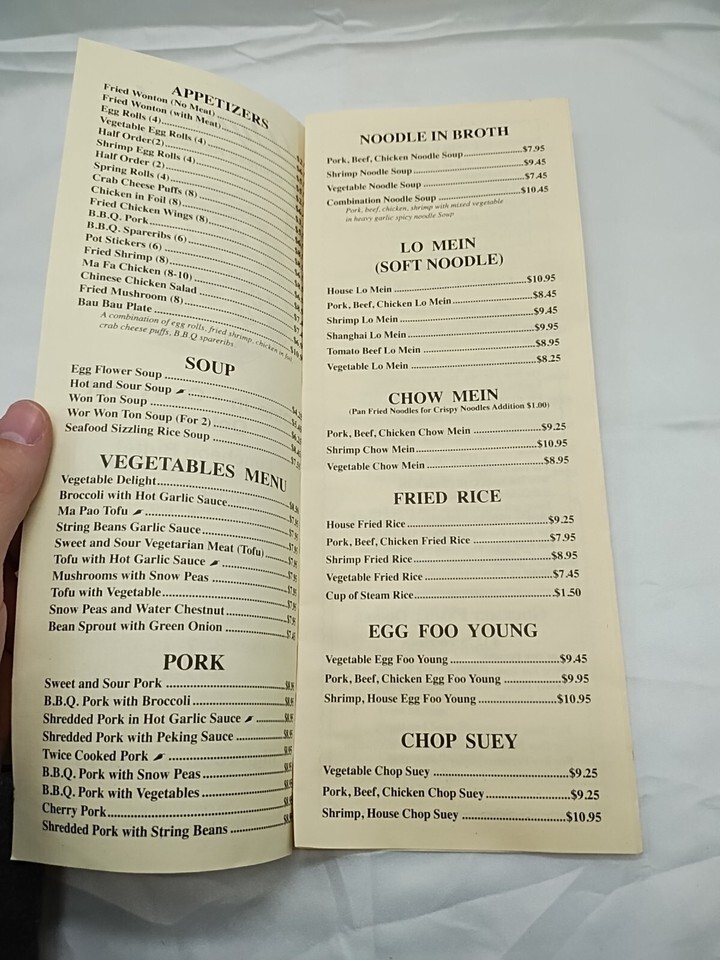 APPETIZERS
Fried Wonton (No Meat)
Fried Wonton (with Meat)
Egg Rolls (4)
Vegetable Egg Rolls (4)
Half Order(2)
Shrimp Egg Rolls (4)
Half Order (2)
Spring Rolls (4)
Crab Cheese Puffs (8)
Chicken in Foil (8)
Fried Chicken Wings (8)
B.B.Q. Pork
B.B.Q. Spareribs (6)
Pot Stickers (6)
Fried Shrimp (8)
Ma Fa Chicken (8-10)
Chinese Chicken Salad
Fried Mushroom (8)
Bau Bau Plate
A combination of egg rolls, fried shrimp, chicken in foil,
crab cheese puffs, B.B.Q spareribs.
SOUP
Egg Flower Soup
Hot and Sour Soup
Won Ton Soup
Wor Won Ton Soup (For 2)
Seafood Sizzling Rice Soup
VEGETABLES MENU
Vegetable Delight
Broccoli with Hot Garlic Sauce
Ma Pao Tofu
String Beans Garlic Sauce
Sweet and Sour Vegetarian Meat (Tofu)
Tofu with Hot Garlic Sauce
Mushrooms with Snow Peas
Tofu with Vegetable
Snow Peas and Water Chestnut
Bean Sprout with Green Onion
PORK
Sweet and Sour Pork
B.B.Q. Pork with Broccoli
Shredded Pork in Hot Garlic Sauce
Shredded Pork with Peking Sauce
Twice Cooked Pork
B.B.Q. Pork with Snow Peas
B.B.Q. Pork with Vegetables
Cherry Pork
Shredded Pork with String Beans
NOODLE IN BROTH
Pork, Beef, Chicken Noodle Soup $7.95
Shrimp Noodle Soup $9.45
Vegetable Noodle Soup $7.45
Combination Noodle Soup $10.45
Pork, beef, chicken, shrimp with mixed vegetable
in heavy garlic spicy noodle Soup
LO MEIN
(SOFT NOODLE)
House Lo Mein $10.95
Pork, Beef, Chicken Lo Mein $8.45
Shrimp Lo Mein $9.45
Shanghai Lo Mein $9.95
Tomato Beef Lo Mein $8.95
Vegetable Lo Mein $8.25
CHOW MEIN
(Pan Fried Noodles for Crispy Noodles Addition $1.00)
Pork, Beef, Chicken Chow Mein $9.25
Shrimp Chow Mein $10.95
Vegetable Chow Mein $8.95
FRIED RICE
House Fried Rice $9.25
Pork, Beef, Chicken Fried Rice $7.95
Shrimp Fried Rice $8.95
Vegetable Fried Rice $7.45
Cup of Steam Rice $1.50
EGG FOO YOUNG
Vegetable Egg Foo Young $9.45
Pork, Beef, Chicken Egg Foo Young $9.95
Shrimp, House Egg Foo Young $10.95
CHOP SUEY
Vegetable Chop Suey $9.25
Pork, Beef, Chicken Chop Suey $9.25
Shrimp, House Chop Suey $10.95